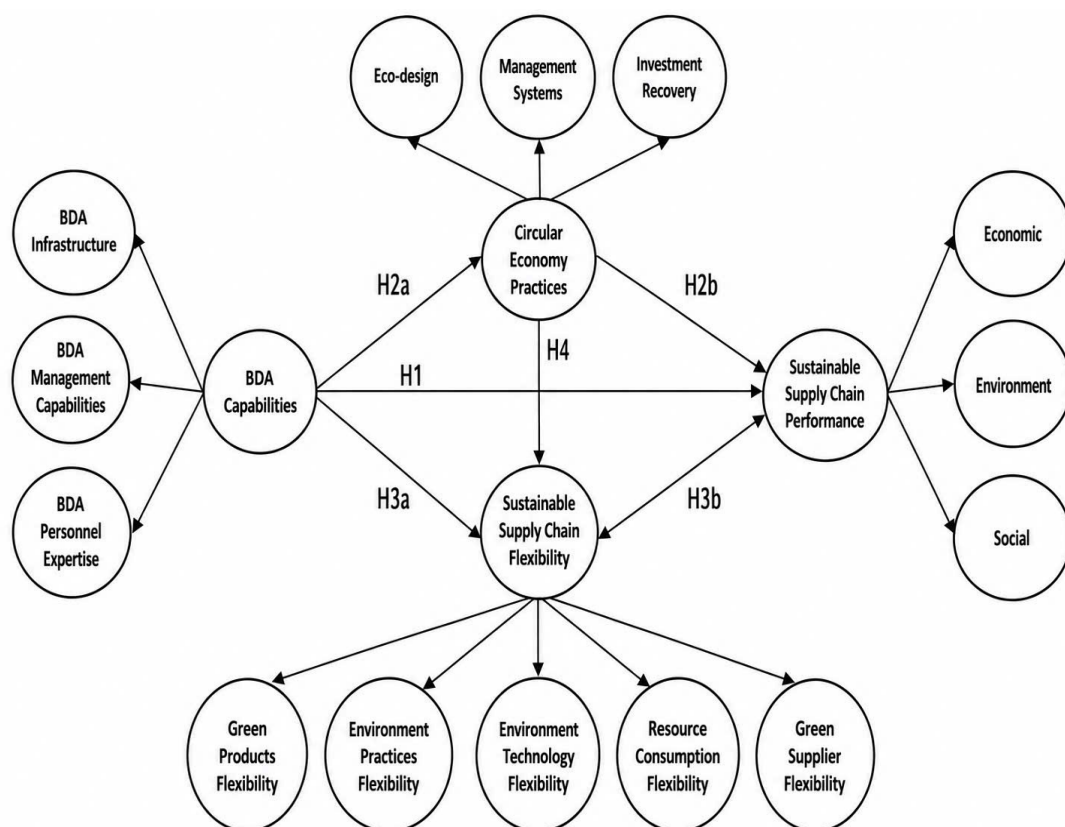 Eco-design
Management
Systems
Investment
Recovery
BDA
Infrastructure
Circular
Economy
Practices
Economic
H2a
H2b
BDA
Management
Capabilities
BDA
Capabilities
H1
H4
Sustainable
Supply Chain
Performance
Environment
BDA
Personnel
Expertise
H3a
Sustainable
Supply Chain
Flexibility
H3b
Social
Green
Products
Flexibility
Environment
Practices
Flexibility
Environment
Technology
Flexibility
Resource
Consumption
Flexibility
Green
Supplier
Flexibility